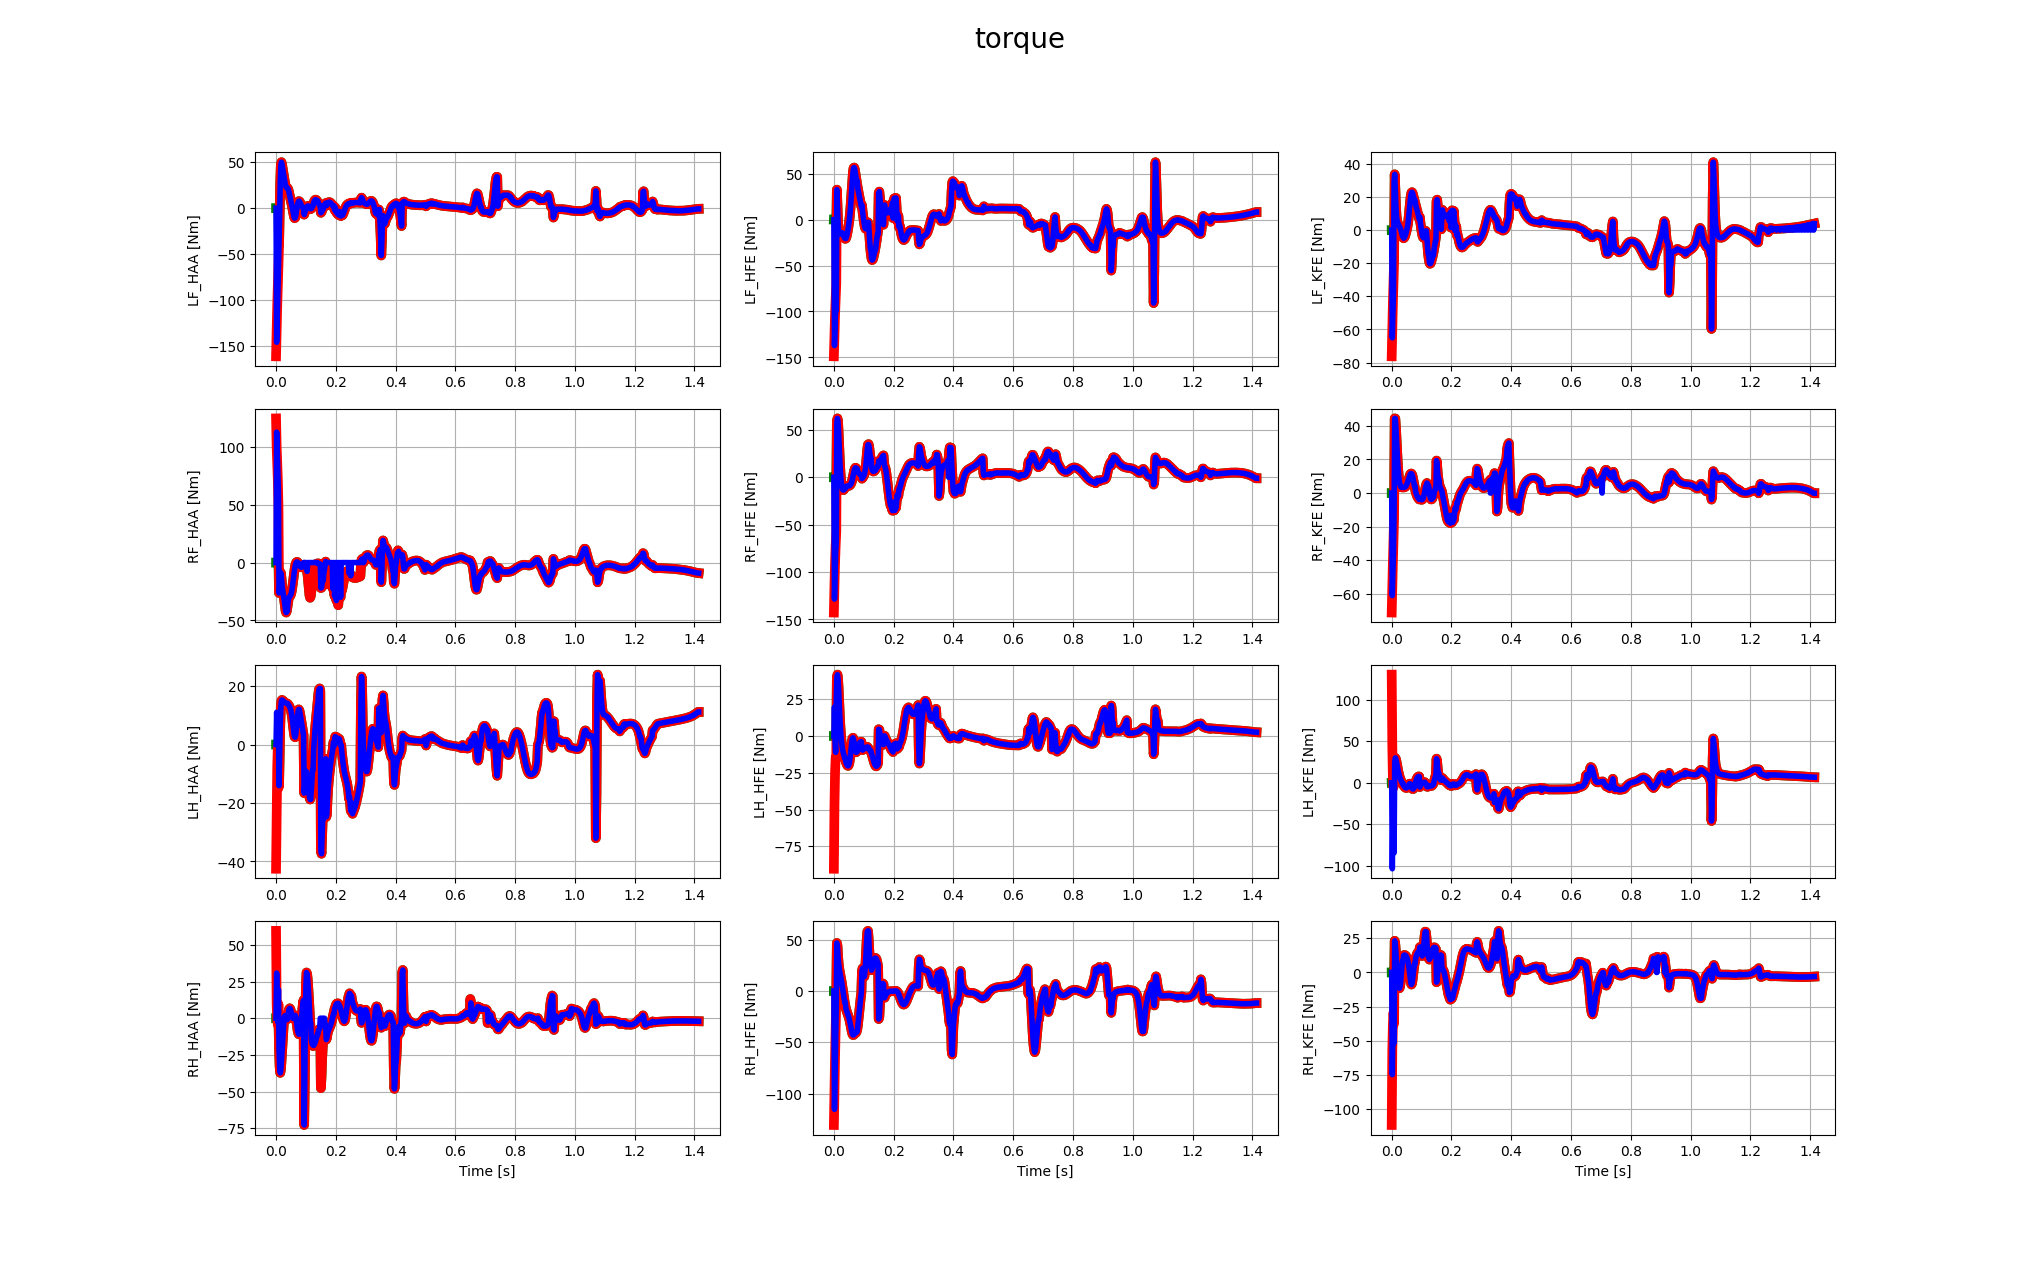 torque
LF_HAA [Nm]
50
0
−50
−100
−150
0.0 0.2 0.4 0.6 0.8 1.0 1.2 1.4
LF_HFE [Nm]
50
0
−50
−100
−150
0.0 0.2 0.4 0.6 0.8 1.0 1.2 1.4
LF_KFE [Nm]
40
20
0
−20
−40
−60
−80
0.0 0.2 0.4 0.6 0.8 1.0 1.2 1.4
RF_HAA [Nm]
100
50
0
−50
0.0 0.2 0.4 0.6 0.8 1.0 1.2 1.4
RF_HFE [Nm]
50
0
−50
−100
−150
0.0 0.2 0.4 0.6 0.8 1.0 1.2 1.4
RF_KFE [Nm]
40
20
0
−20
−40
−60
0.0 0.2 0.4 0.6 0.8 1.0 1.2 1.4
LH_HAA [Nm]
20
0
−20
−40
0.0 0.2 0.4 0.6 0.8 1.0 1.2 1.4
LH_HFE [Nm]
25
0
−25
−50
−75
0.0 0.2 0.4 0.6 0.8 1.0 1.2 1.4
LH_KFE [Nm]
100
50
0
−50
−100
0.0 0.2 0.4 0.6 0.8 1.0 1.2 1.4
RH_HAA [Nm]
50
25
0
−25
−50
−75
0.0 0.2 0.4 0.6 0.8 1.0 1.2 1.4
Time [s]
RH_HFE [Nm]
50
0
−50
−100
0.0 0.2 0.4 0.6 0.8 1.0 1.2 1.4
Time [s]
RH_KFE [Nm]
25
0
−25
−50
−75
−100
0.0 0.2 0.4 0.6 0.8 1.0 1.2 1.4
Time [s]